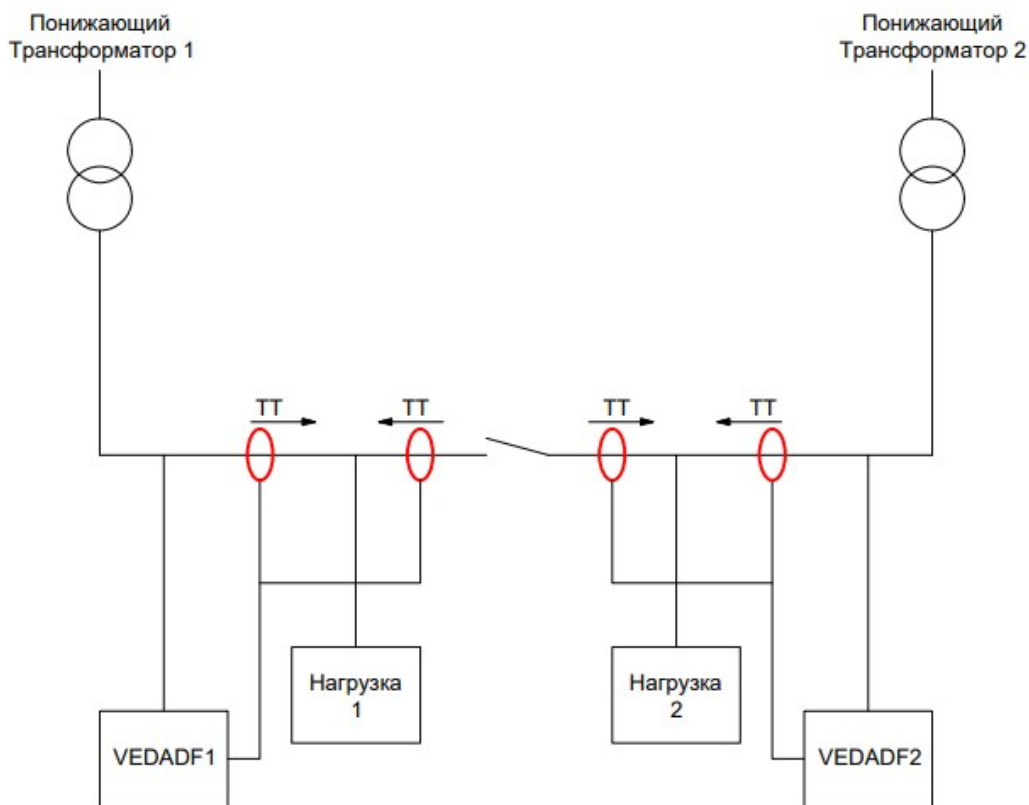 Понижающий
Трансформатор 1
Понижающий
Трансформатор 2
ТТ
ТТ
ТТ
ТТ
Нагрузка
1
Нагрузка
2
VEDADF1
VEDADF2